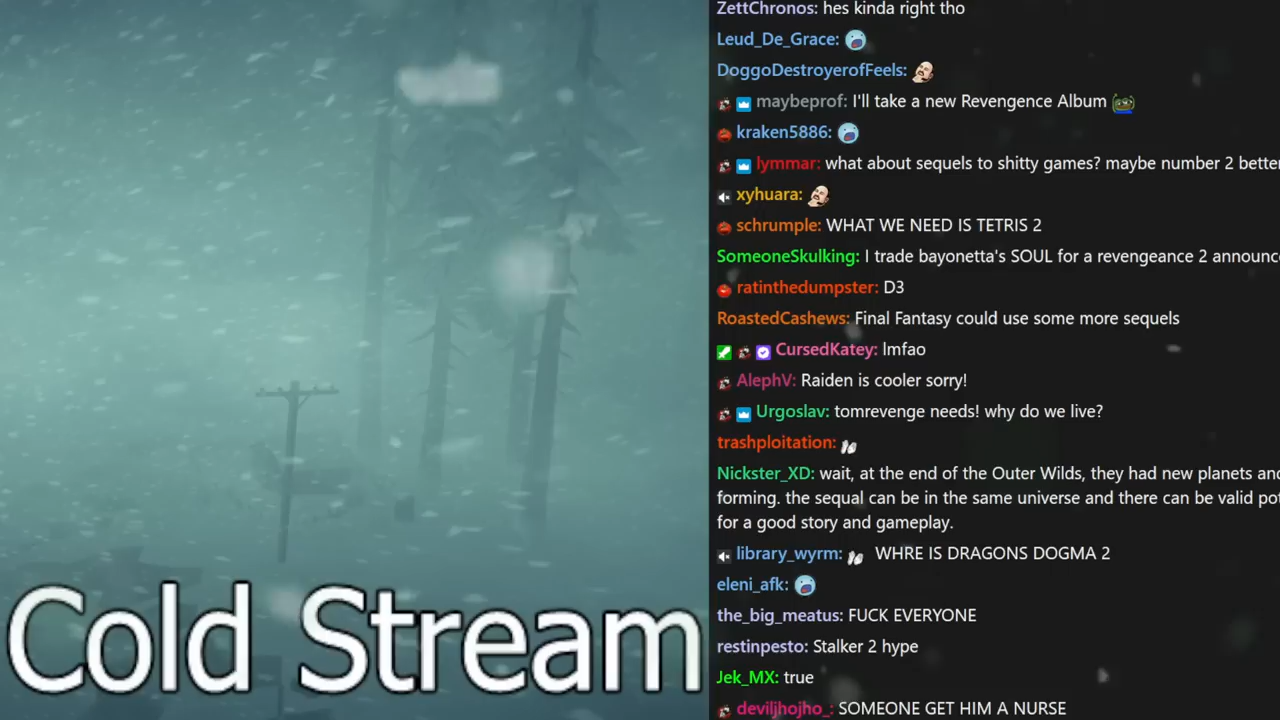 ZettChronos: hes kinda right tho
Leud_De_Grace:
DoggoDestroyerofFeels:
maybeprof: I'll take a new Revengence Album
kraken5886:
lymmar: what about sequels to shitty games? maybe number 2 better
xyhuara:
schrumple: WHAT WE NEED IS TETRIS 2
SomeoneSkulking: I trade bayonetta's SOUL for a revengeance 2 announc
ratinthedumpster: D3
RoastedCashews: Final Fantasy could use some more sequels
CursedKatey: lmfao
AlephV: Raiden is cooler sorry!
Urgoslav: tomrevenge needs! why do we live?
trashploitation:
Nickster_XD: wait, at the end of the Outer Wilds, they had new planets and
forming. the sequal can be in the same universe and there can be valid pot
for a good story and gameplay.
library_wyrm: WHRE IS DRAGONS DOGMA 2
eleni_afk:
the_big_meatus: FUCK EVERYONE
restinpesto: Stalker 2 hype
Jek_MX: true
deviljhojho_: SOMEONE GET HIM A NURSE
Cold Stream